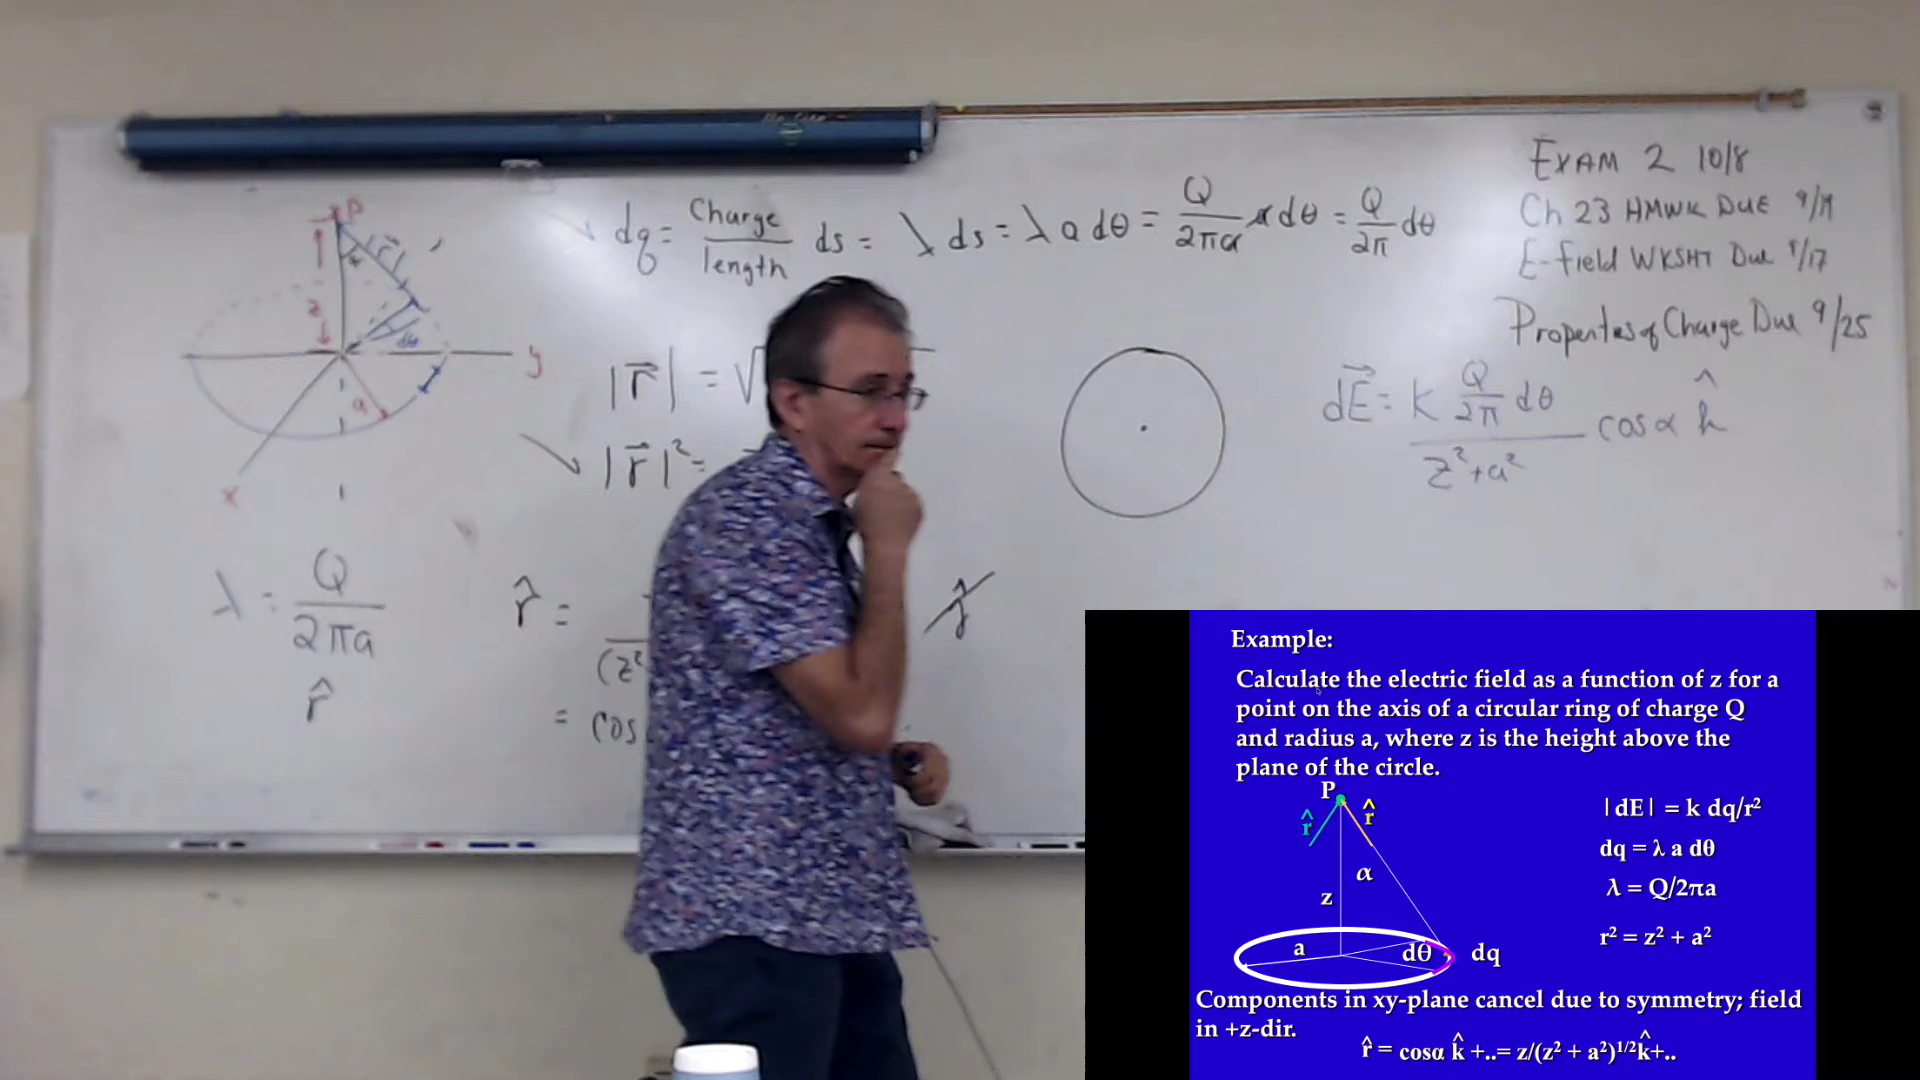 P
|r⃗|
α
z
dθ
y
a
x
dq = Charge/length ds = λ ds = λ a dθ = Q/2πa a dθ = Q/2π dθ
|r⃗| = √
|r⃗|² =
λ = Q/2πa
r̂
r̂ =
(z²
= cos
ĵ
EXAM 2 10/8
Ch 23 HMWK DUE 9/19
E-field WKSHT Due 9/17
Properties of Charge Due 9/25
dE⃗ = k Q/2π dθ / z²+a² cosα k̂
Example:
Calculate the electric field as a function of z for a
point on the axis of a circular ring of charge Q
and radius a, where z is the height above the
plane of the circle.
P
r̂ r̂
α
z
a dθ dq
|dE| = k dq/r²
dq = λ a dθ
λ = Q/2πa
r² = z² + a²
Components in xy-plane cancel due to symmetry; field
in +z-dir.
r̂ = cosα k̂ +..= z/(z² + a²)¹/²k̂+..